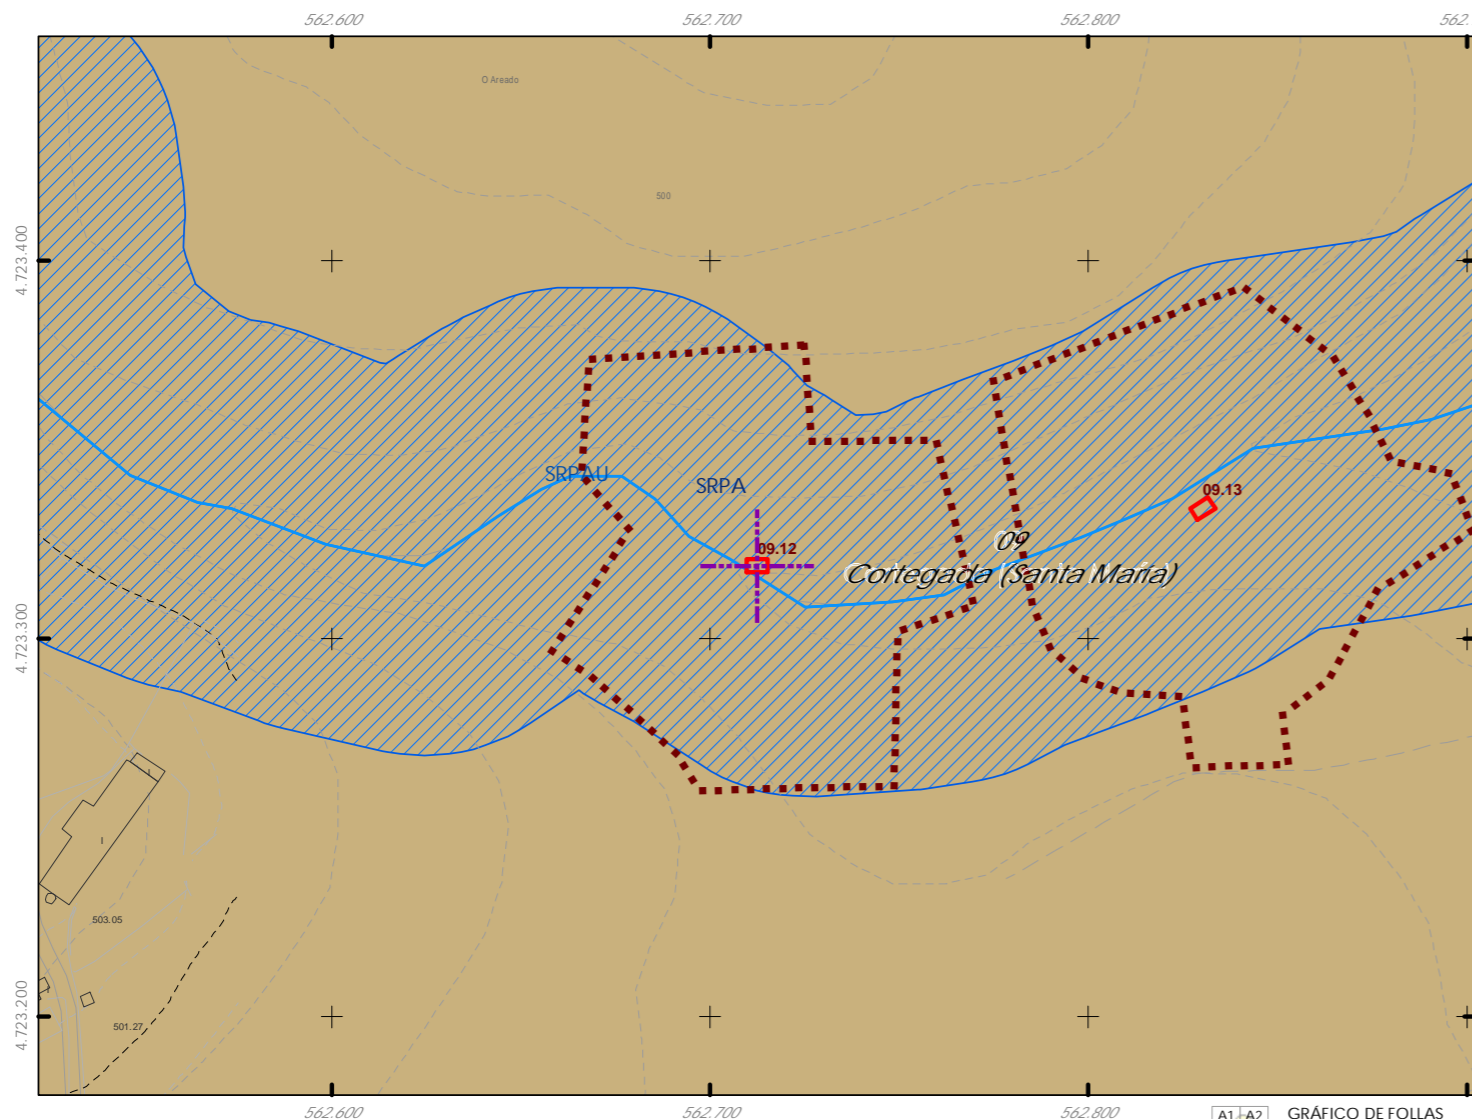 562.600 562.700 562.800 562.
O Areado
500
4.723.400
SRPAU
SRPA
09.13
09
09.12
Cortegada (Santa María)
4.723.300
I
I
503.05
4.723.200
I
501.27
562.600 562.700 562.800
A1 A2 GRÁFICO DE FOLLAS